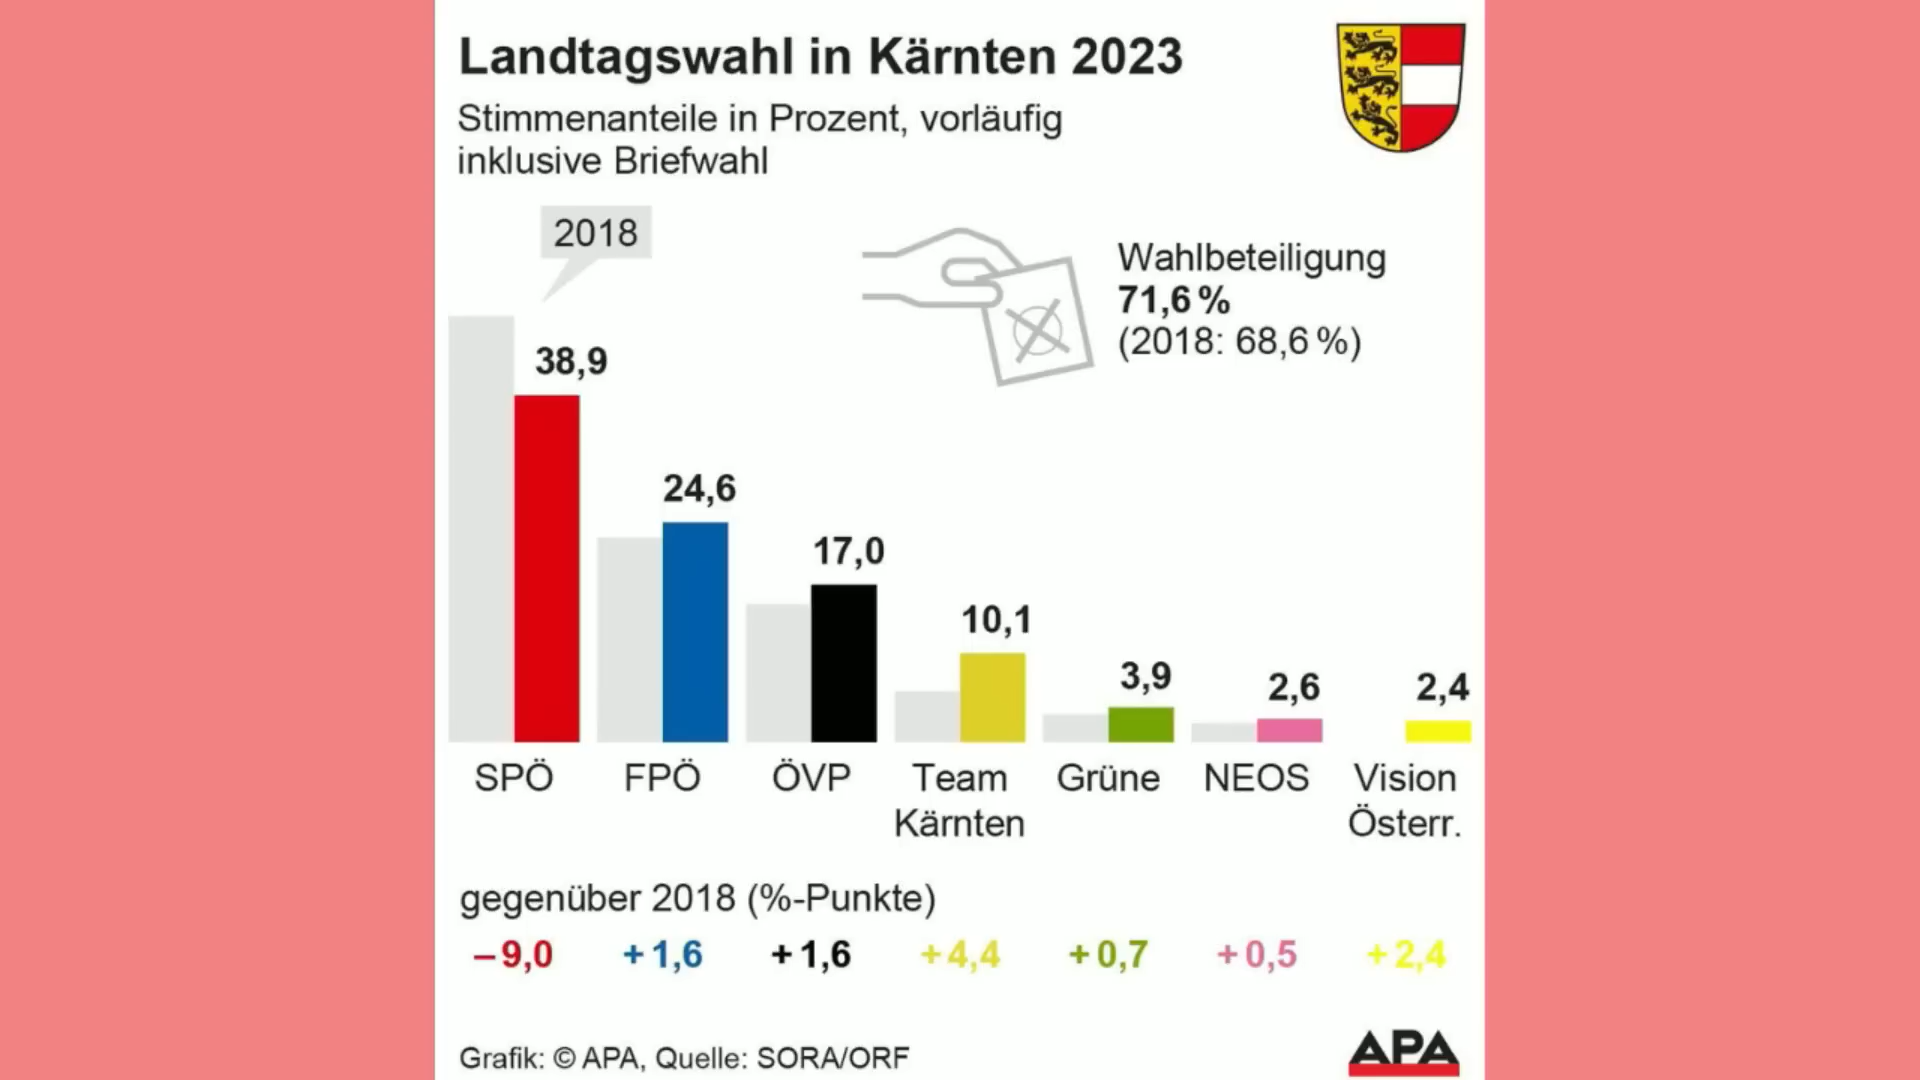 Landtagswahl in Kärnten 2023
Stimmenanteile in Prozent, vorläufig
inklusive Briefwahl
2018
Wahlbeteiligung
71,6 %
(2018: 68,6 %)
38,9
24,6
17,0
10,1
3,9
2,6
2,4
SPÖ
FPÖ
ÖVP
Team
Kärnten
Grüne
NEOS
Vision
Österr.
gegenüber 2018 (%-Punkte)
–9,0 +1,6 +1,6 +4,4 +0,7 +0,5 +2,4
Grafik: © APA, Quelle: SORA/ORF
APA